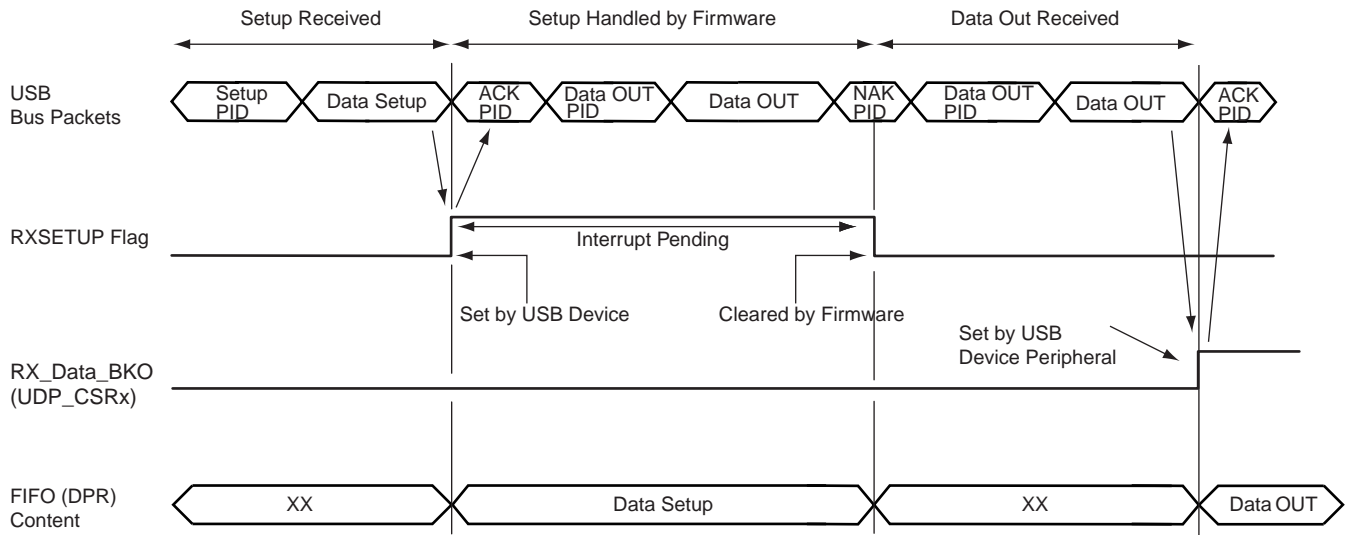 Setup Received
Setup Handled by Firmware
Data Out Received
USB
Bus Packets
Setup
PID
Data Setup
ACK
PID
Data OUT
PID
Data OUT
NAK
PID
Data OUT
PID
Data OUT
ACK
PID
RXSETUP Flag
Interrupt Pending
Set by USB Device
Cleared by Firmware
Set by USB
Device Peripheral
RX_Data_BKO
(UDP_CSRx)
FIFO (DPR)
Content
XX
Data Setup
XX
Data OUT